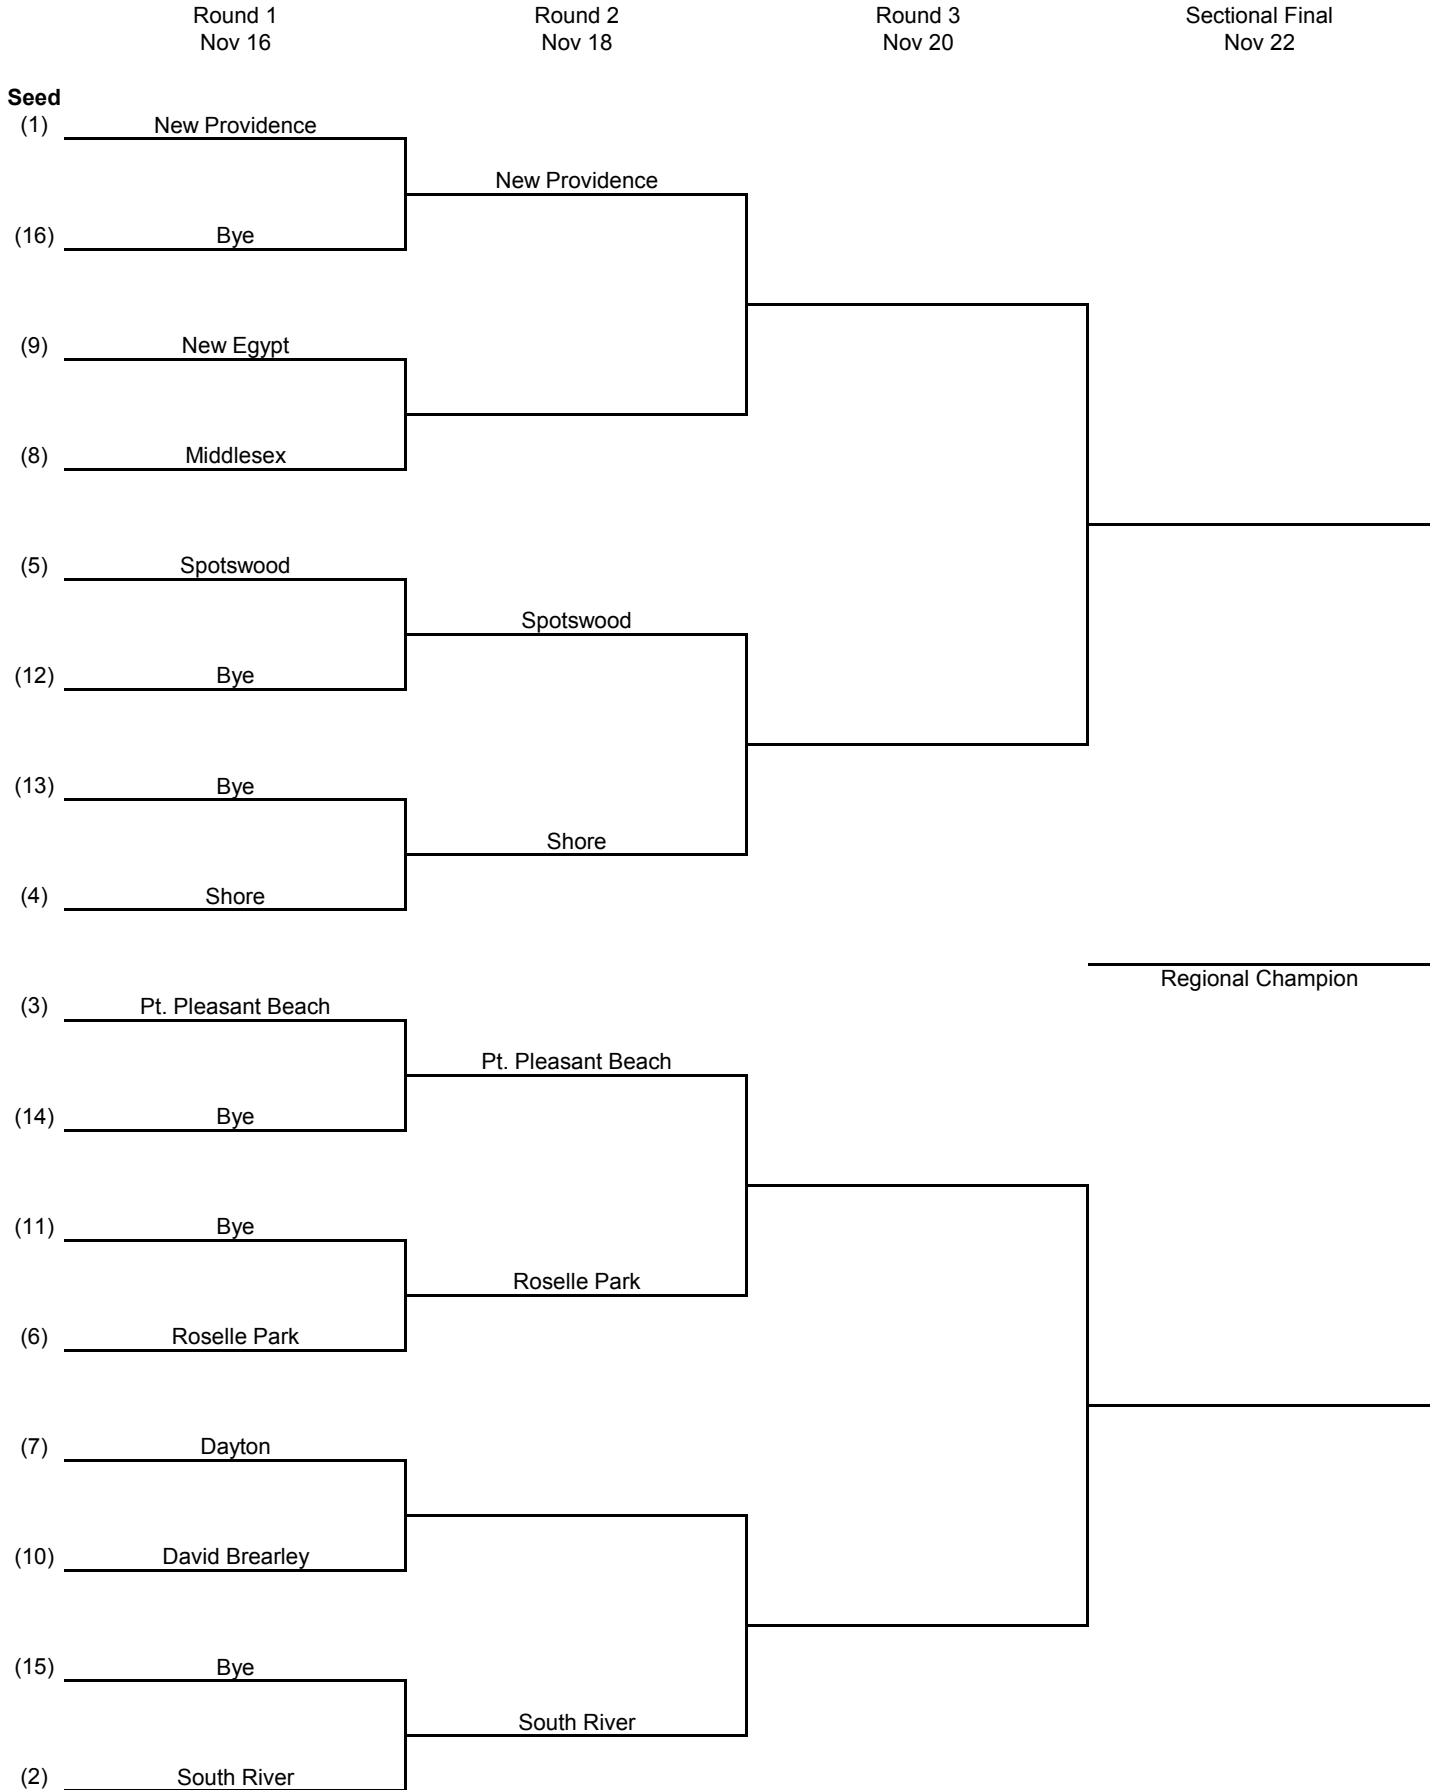 Round 1
Nov 16
Round 2
Nov 18
Round 3
Nov 20
Sectional Final
Nov 22
Seed
(1) New Providence
New Providence
(16) Bye
(9) New Egypt
(8) Middlesex
(5) Spotswood
Spotswood
(12) Bye
(13) Bye
Shore
(4) Shore
Regional Champion
(3) Pt. Pleasant Beach
Pt. Pleasant Beach
(14) Bye
(11) Bye
Roselle Park
(6) Roselle Park
(7) Dayton
(10) David Brearley
(15) Bye
South River
(2) South River